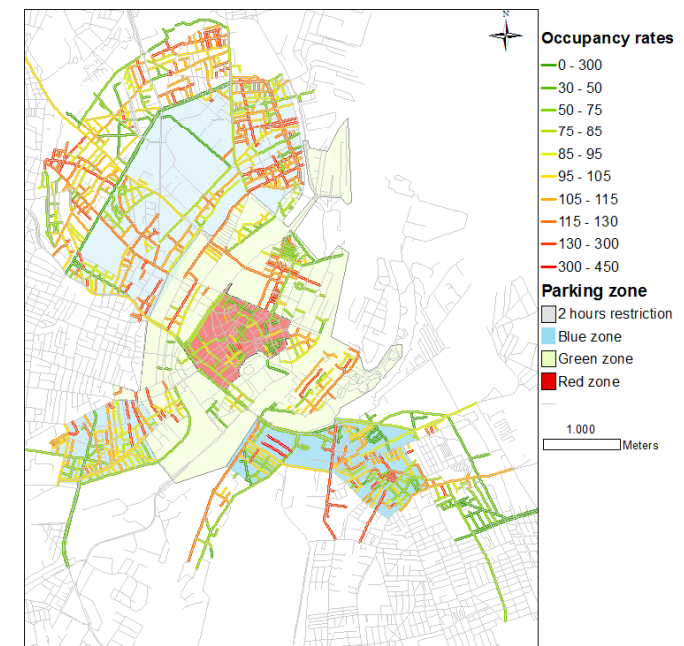 N
Occupancy rates
0 - 300
30 - 50
50 - 75
75 - 85
85 - 95
95 - 105
105 - 115
115 - 130
130 - 300
300 - 450
Parking zone
2 hours restriction
Blue zone
Green zone
Red zone
1.000
Meters